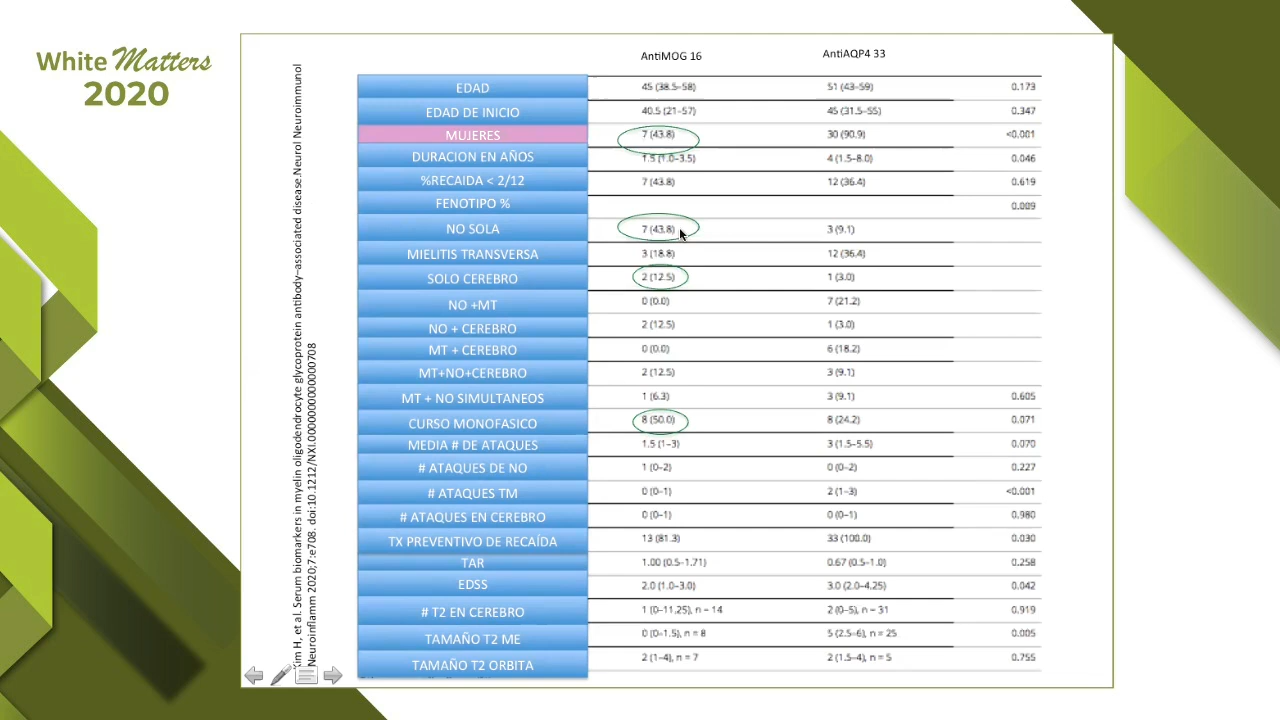 White Matters
2020
Kim H, et al. Serum biomarkers in myelin oligodendrocyte glycoprotein antibody–associated disease.Neurol Neuroimmunol
Neuroinflamm 2020;7:e708. doi:10.1212/NXI.0000000000000708
AntiMOG 16 AntiAQP4 33
EDAD 45 (38.5–58) 51 (43–59) 0.173
EDAD DE INICIO 40.5 (21–57) 45 (31.5–55) 0.347
MUJERES 7 (43.8) 30 (90.9) <0.001
DURACION EN AÑOS 1.5 (1.0–3.5) 4 (1.5–8.0) 0.046
%RECAIDA < 2/12 7 (43.8) 12 (36.4) 0.619
FENOTIPO % 0.009
NO SOLA 7 (43.8) 3 (9.1)
MIELITIS TRANSVERSA 3 (18.8) 12 (36.4)
SOLO CEREBRO 2 (12.5) 1 (3.0)
NO +MT 0 (0.0) 7 (21.2)
NO + CEREBRO 2 (12.5) 1 (3.0)
MT + CEREBRO 0 (0.0) 6 (18.2)
MT+NO+CEREBRO 2 (12.5) 3 (9.1)
MT + NO SIMULTANEOS 1 (6.3) 3 (9.1) 0.605
CURSO MONOFASICO 8 (50.0) 8 (24.2) 0.071
MEDIA # DE ATAQUES 1.5 (1–3) 3 (1.5–5.5) 0.070
# ATAQUES DE NO 1 (0–2) 0 (0–2) 0.227
# ATAQUES TM 0 (0–1) 2 (1–3) <0.001
# ATAQUES EN CEREBRO 0 (0–1) 0 (0–1) 0.980
TX PREVENTIVO DE RECAÍDA 13 (81.3) 33 (100.0) 0.030
TAR 1.00 (0.5–1.71) 0.67 (0.5–1.0) 0.258
EDSS 2.0 (1.0–3.0) 3.0 (2.0–4.25) 0.042
# T2 EN CEREBRO 1 (0–11.25), n = 14 2 (0–5), n = 31 0.919
TAMAÑO T2 ME 0 (0–1.5), n = 8 5 (2.5–6), n = 25 0.005
TAMAÑO T2 ORBITA 2 (1–4), n = 7 2 (1.5–4), n = 5 0.755